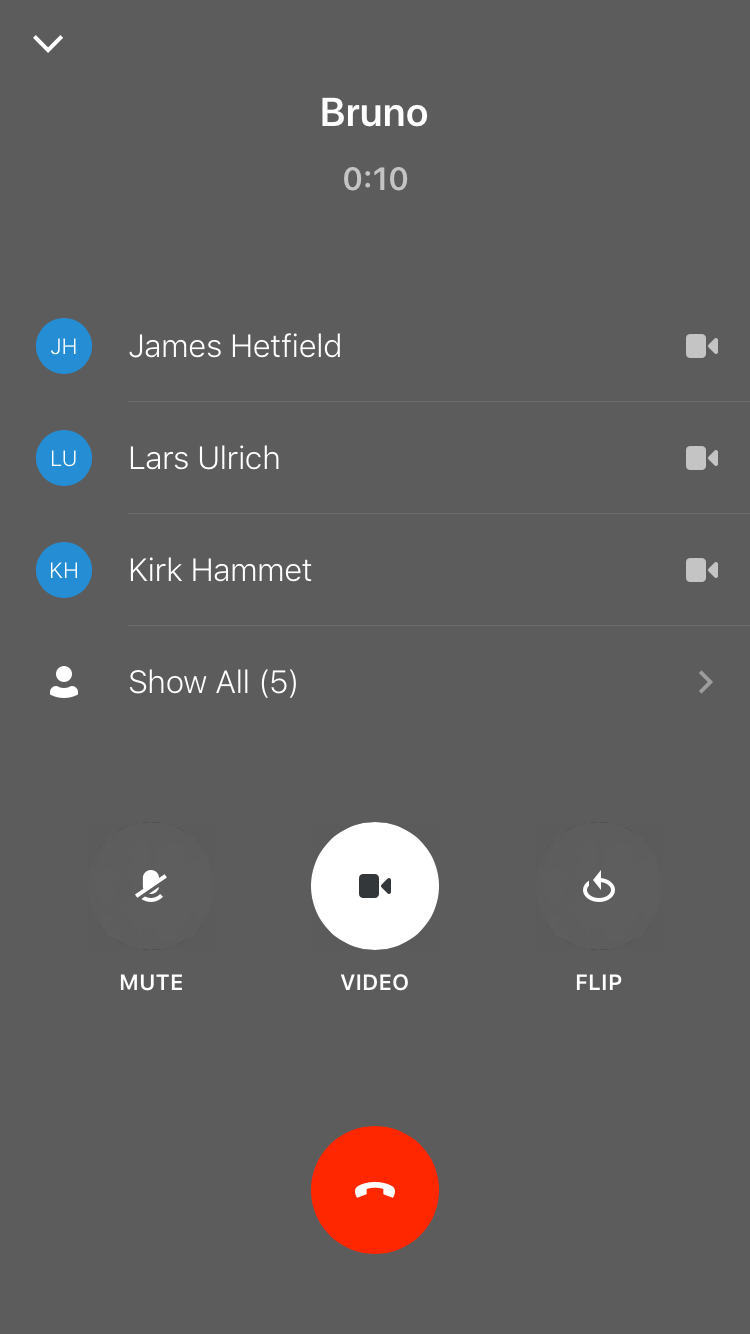 Bruno
0:10
JH James Hetfield
LU Lars Ulrich
KH Kirk Hammet
Show All (5)
MUTE VIDEO FLIP